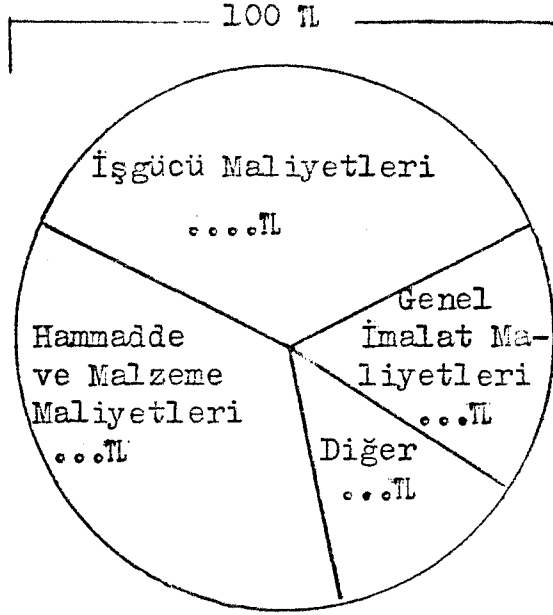 100 TL
İşgücü Maliyetleri
....TL
Genel
İmalat Ma-
liyetleri
...TL
Hammadde
ve Malzeme
Maliyetleri
...TL
Diğer
...TL